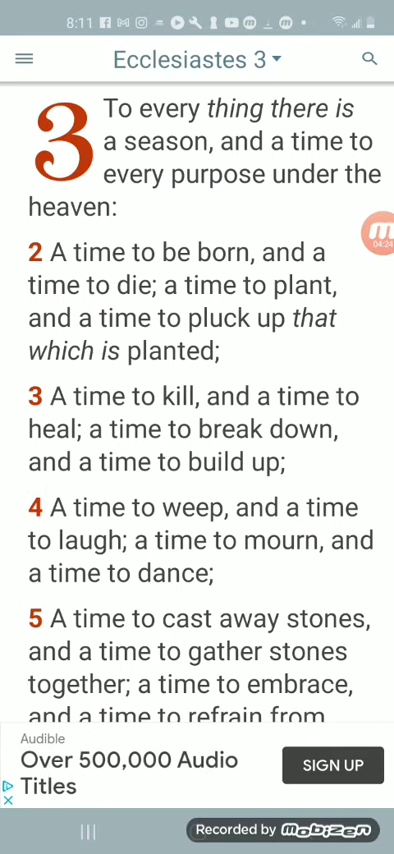 8:11
Ecclesiastes 3
3 To every thing there is
a season, and a time to
every purpose under the
heaven:
04:24
2 A time to be born, and a
time to die; a time to plant,
and a time to pluck up that
which is planted;
3 A time to kill, and a time to
heal; a time to break down,
and a time to build up;
4 A time to weep, and a time
to laugh; a time to mourn, and
a time to dance;
5 A time to cast away stones,
and a time to gather stones
together; a time to embrace,
and a time to refrain from
Audible
Over 500,000 Audio
Titles
SIGN UP
Recorded by mobizen